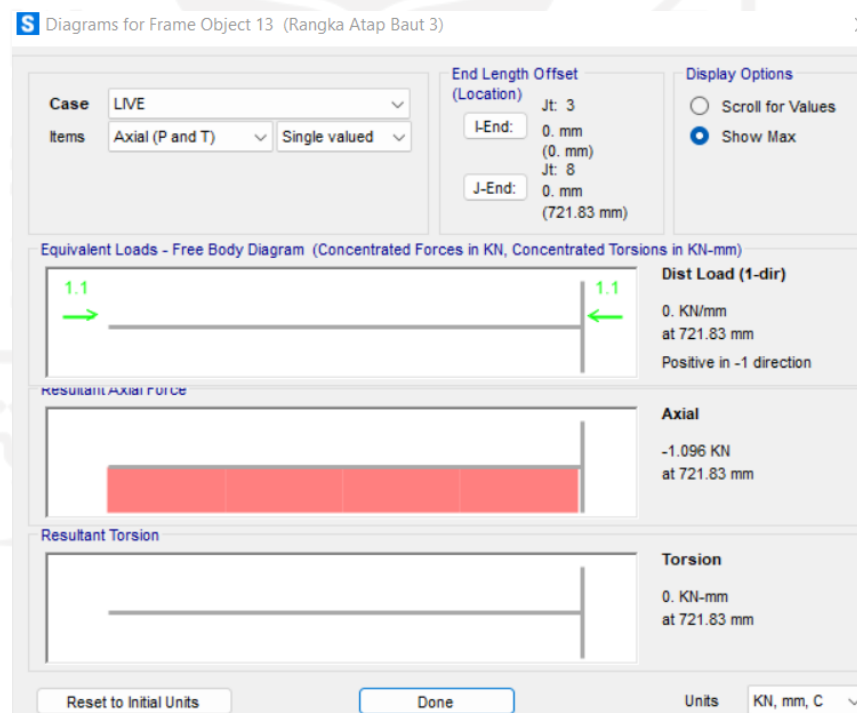 S Diagrams for Frame Object 13 (Rangka Atap Baut 3)
Case LIVE
Items Axial (P and T) Single valued
End Length Offset
(Location)
I-End:
Jt: 3
0. mm
(0. mm)
J-End:
Jt: 8
0. mm
(721.83 mm)
Display Options
Scroll for Values
Show Max
Equivalent Loads - Free Body Diagram (Concentrated Forces in KN, Concentrated Torsions in KN-mm)
1.1
1.1
Dist Load (1-dir)
0. KN/mm
at 721.83 mm
Positive in -1 direction
Resultant Axial Force
Axial
-1.096 KN
at 721.83 mm
Resultant Torsion
Torsion
0. KN-mm
at 721.83 mm
Reset to Initial Units
Done
Units KN, mm, C